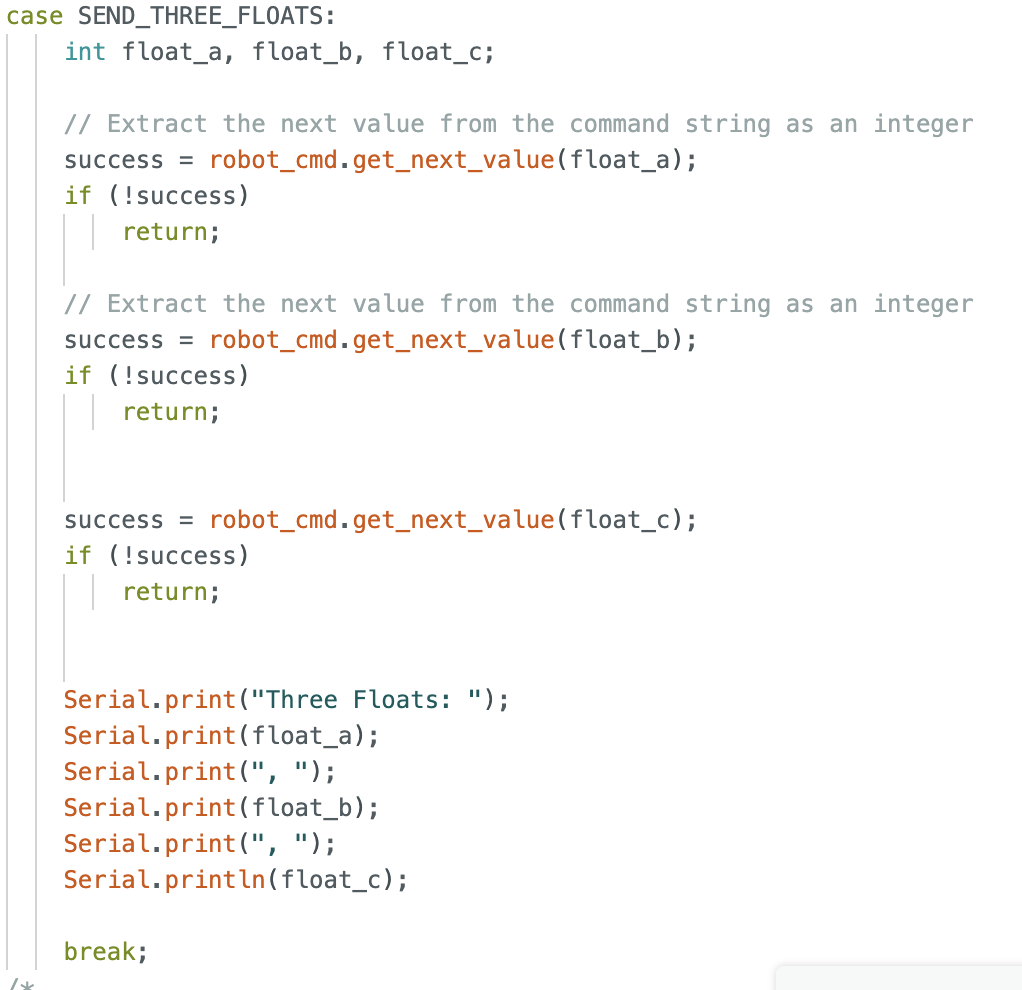 case SEND_THREE_FLOATS:
int float_a, float_b, float_c;
// Extract the next value from the command string as an integer
success = robot_cmd.get_next_value(float_a);
if (!success)
return;
// Extract the next value from the command string as an integer
success = robot_cmd.get_next_value(float_b);
if (!success)
return;
success = robot_cmd.get_next_value(float_c);
if (!success)
return;
Serial.print("Three Floats: ");
Serial.print(float_a);
Serial.print(", ");
Serial.print(float_b);
Serial.print(", ");
Serial.println(float_c);
break;
/*